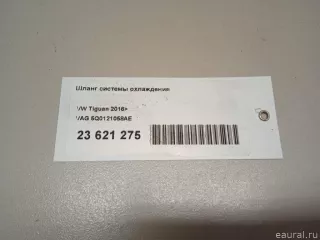 Шланг системы охлаждения
VW Tiguan 2016>
VAG 5Q0121058AE
23 621 275
eaural.ru